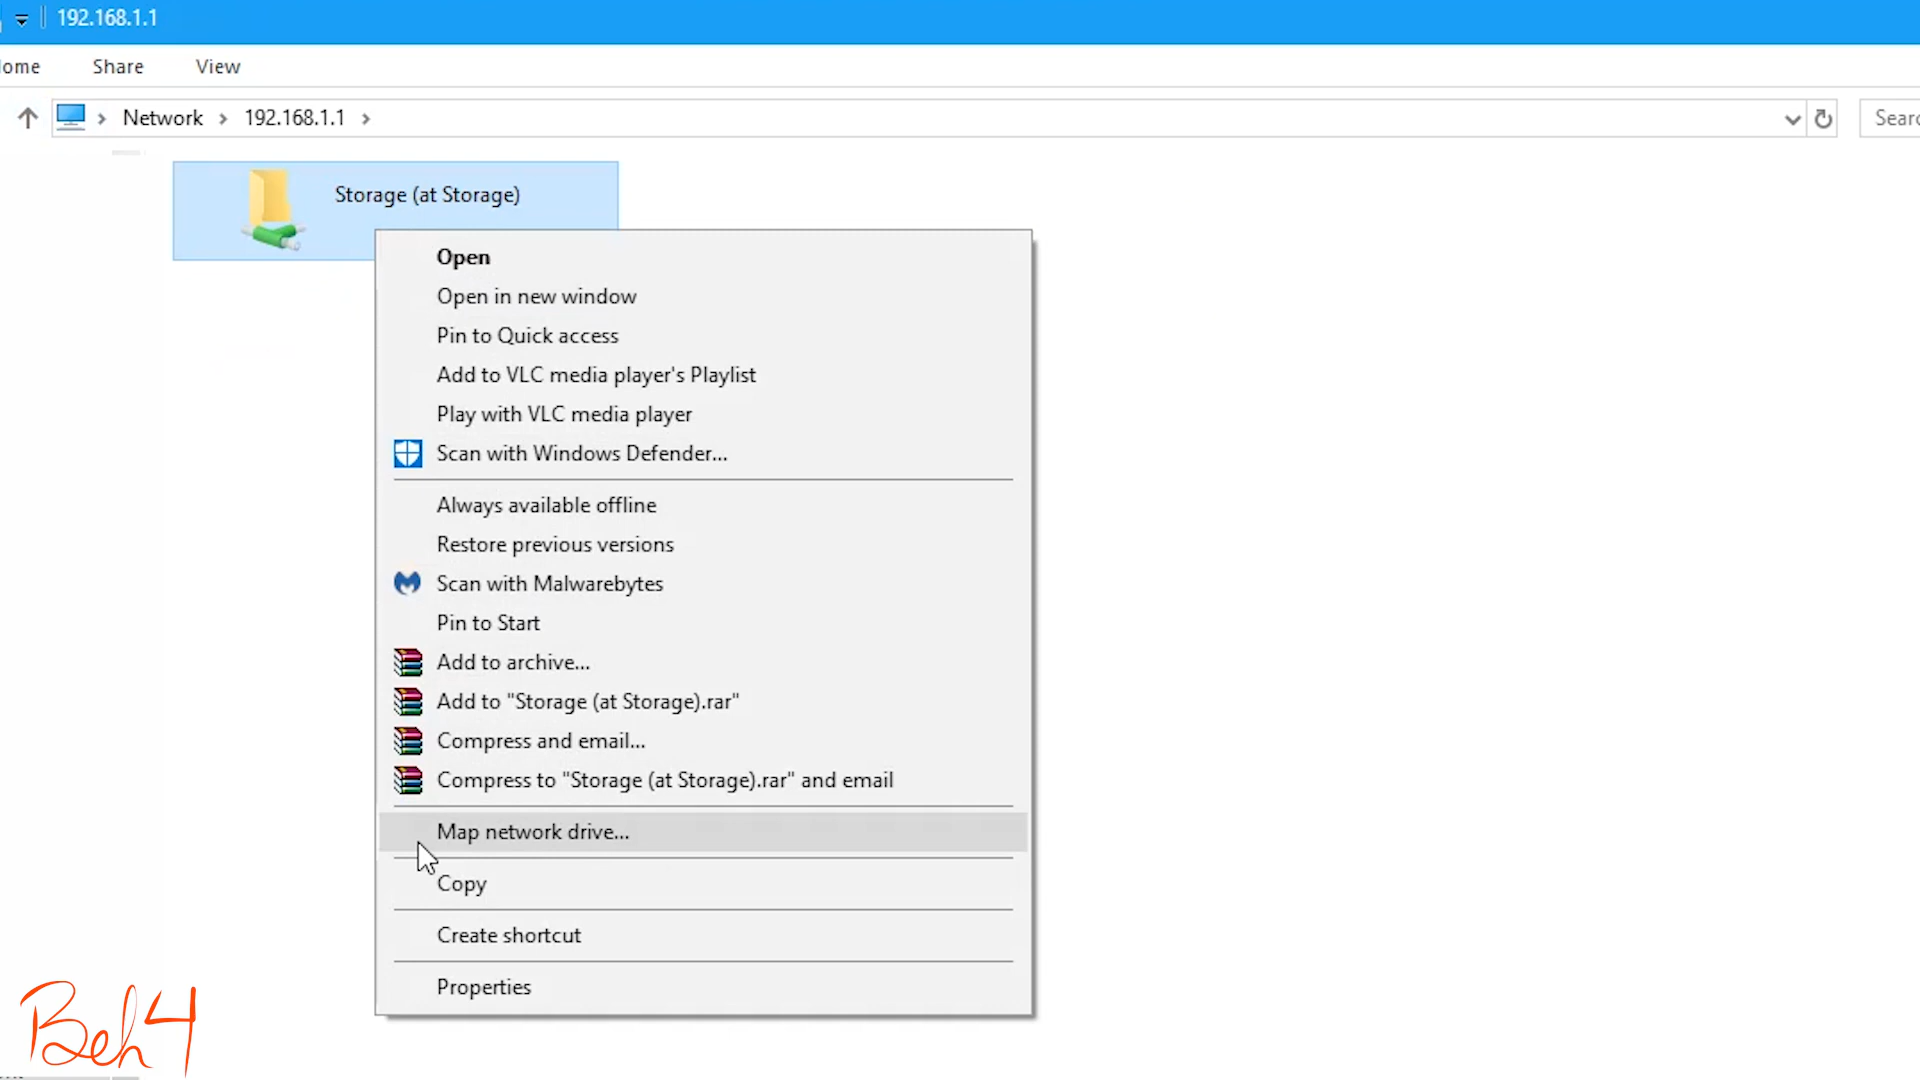 192.168.1.1
ome
Share
View
Network
192.168.1.1
Sear
Storage (at Storage)
Open
Open in new window
Pin to Quick access
Add to VLC media player's Playlist
Play with VLC media player
Scan with Windows Defender...
Always available offline
Restore previous versions
Scan with Malwarebytes
Pin to Start
Add to archive...
Add to "Storage (at Storage).rar"
Compress and email...
Compress to "Storage (at Storage).rar" and email
Map network drive...
Copy
Create shortcut
Properties
Beh4